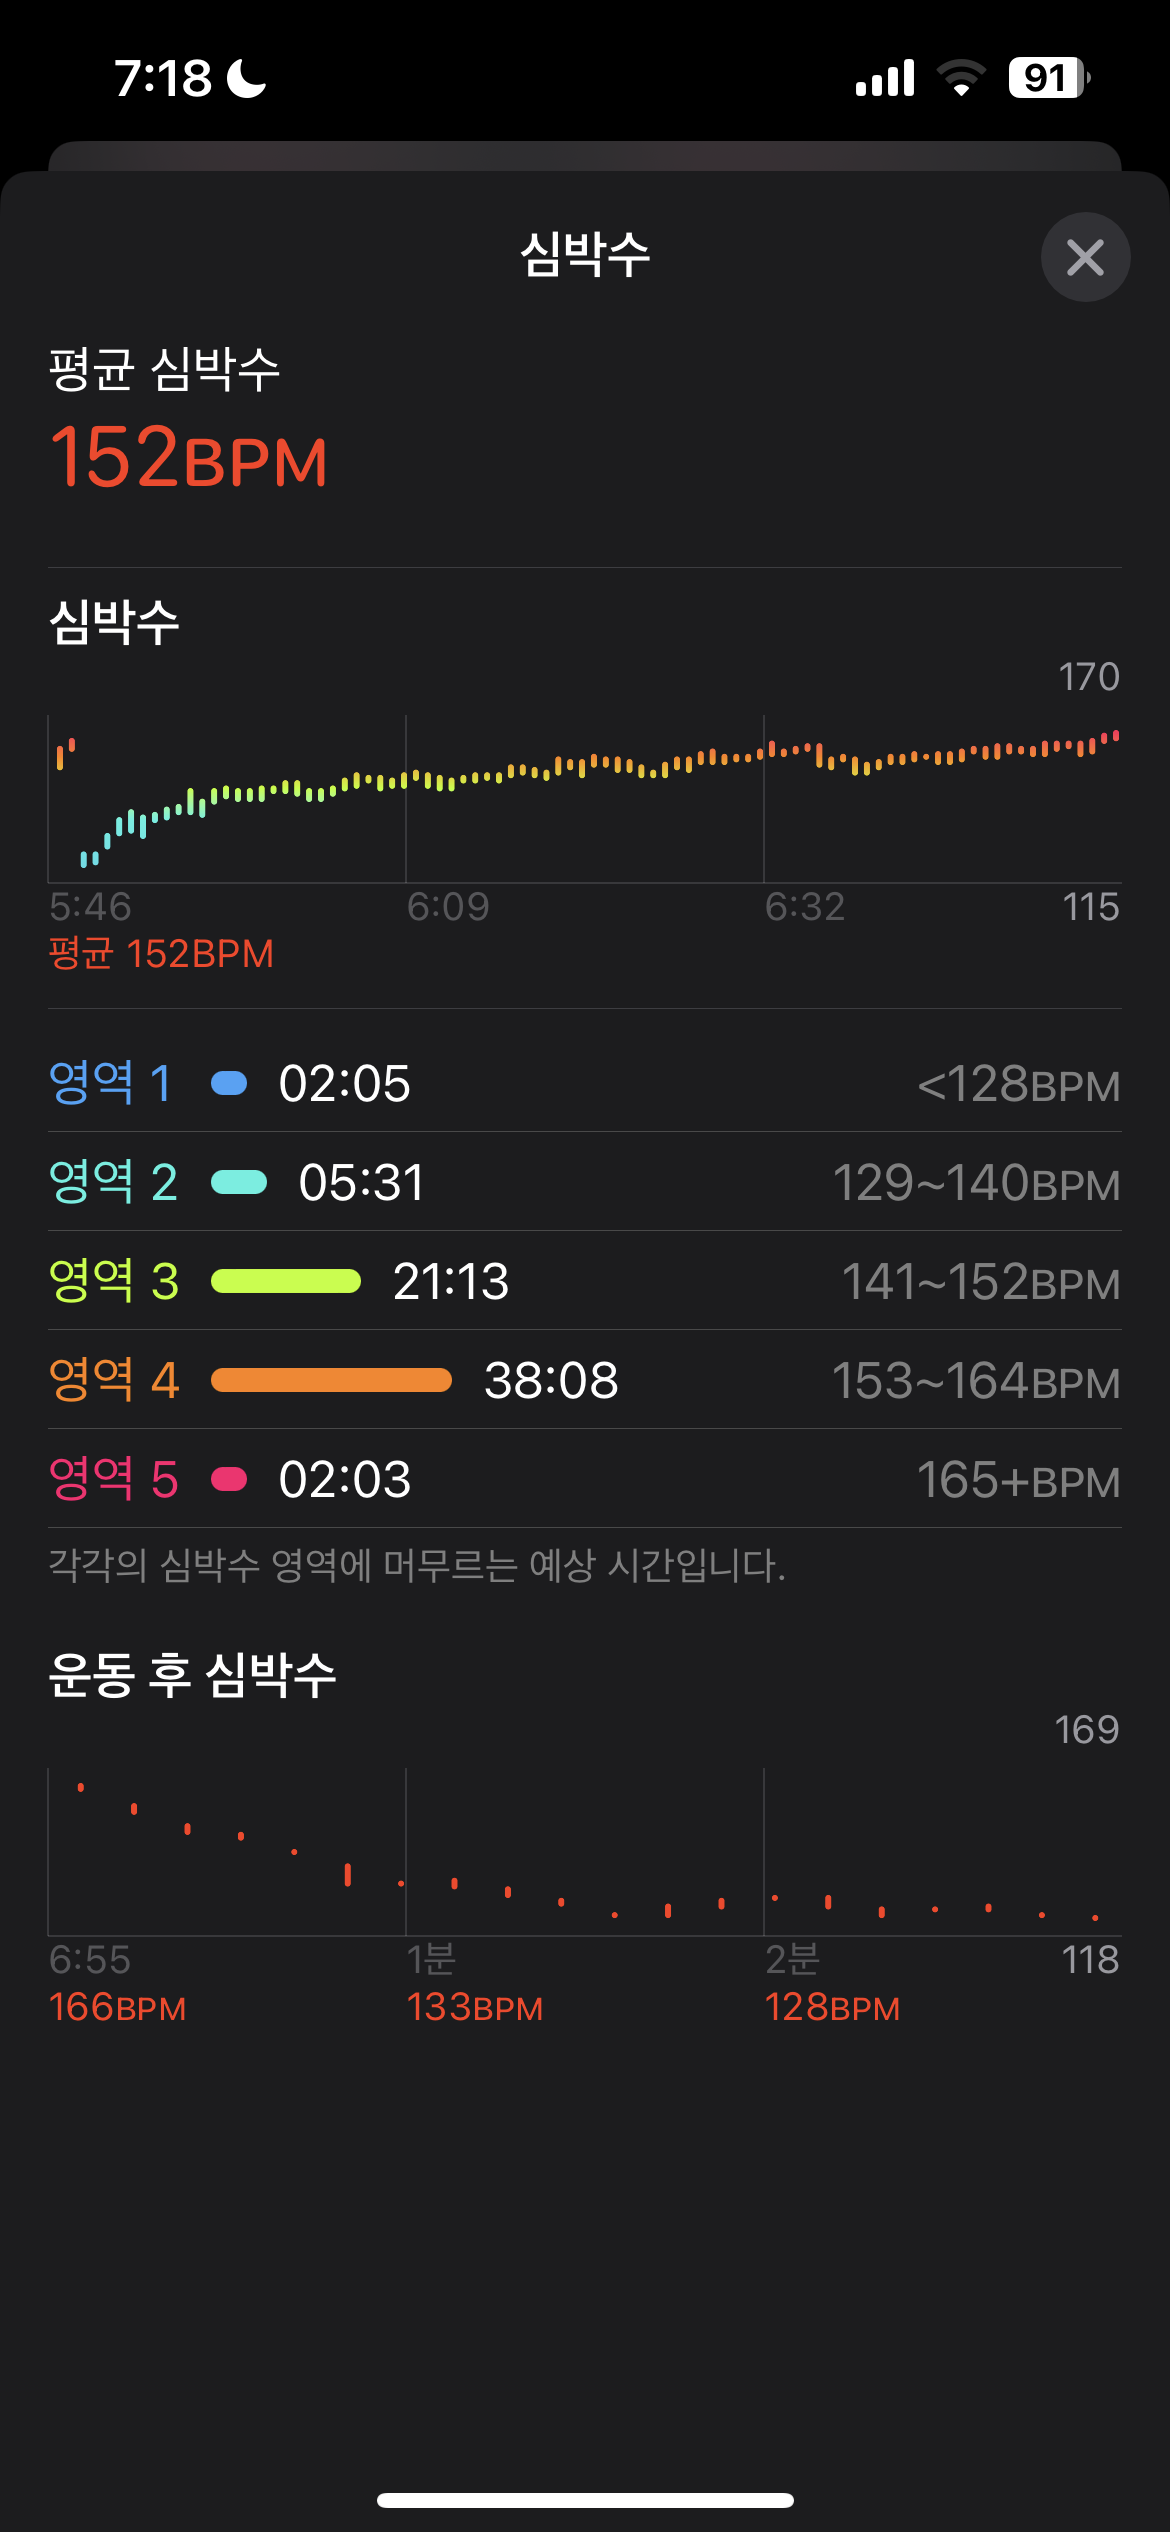 7:18 91
심박수
평균 심박수
152BPM
심박수
170
5:46 6:09 6:32 115
평균 152BPM
영역 1 02:05 <128BPM
영역 2 05:31 129~140BPM
영역 3 21:13 141~152BPM
영역 4 38:08 153~164BPM
영역 5 02:03 165+BPM
각각의 심박수 영역에 머무르는 예상 시간입니다.
운동 후 심박수
169
6:55 1분 2분 118
166BPM 133BPM 128BPM